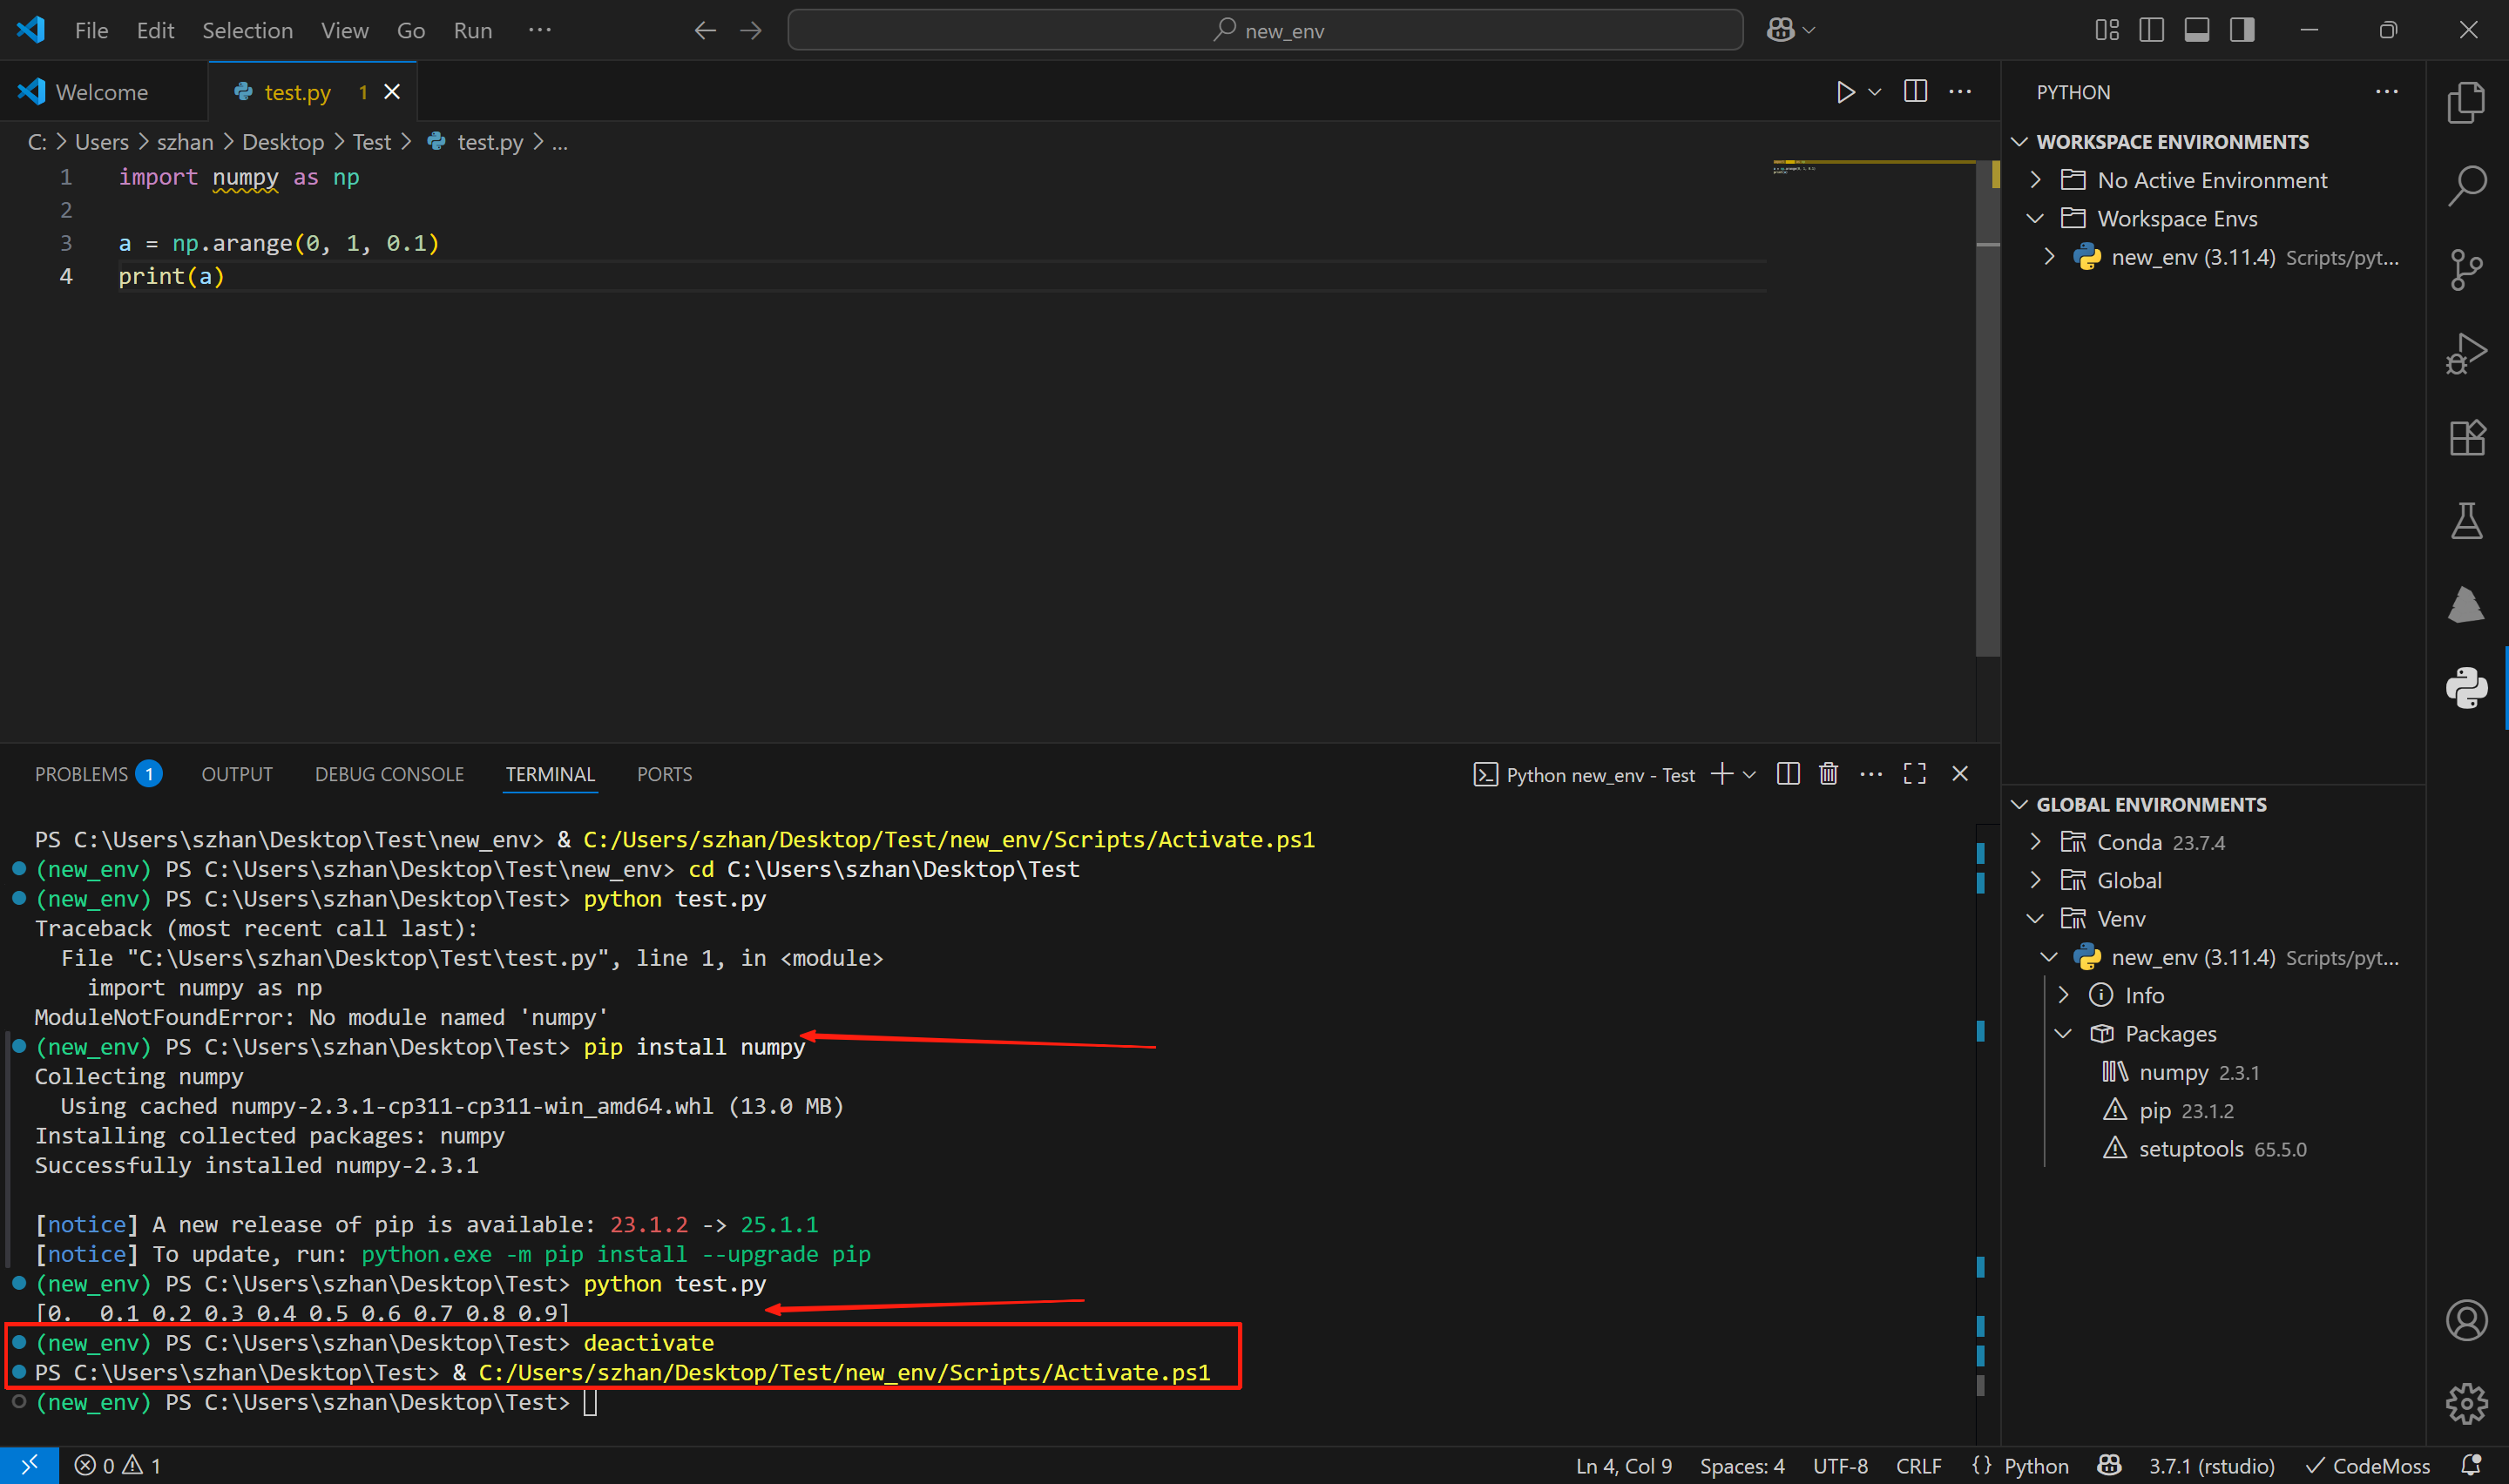 File Edit Selection View Go Run ···
new_env
Welcome
test.py 1
C: > Users > szhan > Desktop > Test > test.py > ...
1 import numpy as np
2
3 a = np.arange(0, 1, 0.1)
4 print(a)
PYTHON
WORKSPACE ENVIRONMENTS
No Active Environment
Workspace Envs
new_env (3.11.4) Scripts/pyt...
PROBLEMS 1 OUTPUT DEBUG CONSOLE TERMINAL PORTS
Python new_env - Test
PS C:\Users\szhan\Desktop\Test\new_env> & C:/Users/szhan/Desktop/Test/new_env/Scripts/Activate.ps1
(new_env) PS C:\Users\szhan\Desktop\Test\new_env> cd C:\Users\szhan\Desktop\Test
(new_env) PS C:\Users\szhan\Desktop\Test> python test.py
Traceback (most recent call last):
  File "C:\Users\szhan\Desktop\Test\test.py", line 1, in <module>
    import numpy as np
ModuleNotFoundError: No module named 'numpy'
(new_env) PS C:\Users\szhan\Desktop\Test> pip install numpy
Collecting numpy
  Using cached numpy-2.3.1-cp311-cp311-win_amd64.whl (13.0 MB)
Installing collected packages: numpy
Successfully installed numpy-2.3.1
[notice] A new release of pip is available: 23.1.2 -> 25.1.1
[notice] To update, run: python.exe -m pip install --upgrade pip
(new_env) PS C:\Users\szhan\Desktop\Test> python test.py
[0.  0.1 0.2 0.3 0.4 0.5 0.6 0.7 0.8 0.9]
(new_env) PS C:\Users\szhan\Desktop\Test> deactivate
PS C:\Users\szhan\Desktop\Test> & C:/Users/szhan/Desktop/Test/new_env/Scripts/Activate.ps1
(new_env) PS C:\Users\szhan\Desktop\Test>
GLOBAL ENVIRONMENTS
Conda 23.7.4
Global
Venv
new_env (3.11.4) Scripts/pyt...
Info
Packages
numpy 2.3.1
pip 23.1.2
setuptools 65.5.0
0 1
Ln 4, Col 9 Spaces: 4 UTF-8 CRLF {} Python 3.7.1 (rstudio) CodeMoss